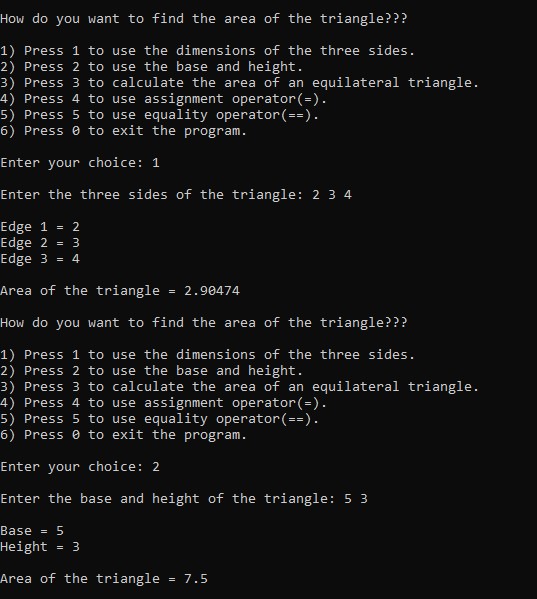 How do you want to find the area of the triangle???
1) Press 1 to use the dimensions of the three sides.
2) Press 2 to use the base and height.
3) Press 3 to calculate the area of an equilateral triangle.
4) Press 4 to use assignment operator(=).
5) Press 5 to use equality operator(==).
6) Press 0 to exit the program.
Enter your choice: 1
Enter the three sides of the triangle: 2 3 4
Edge 1 = 2
Edge 2 = 3
Edge 3 = 4
Area of the triangle = 2.90474
How do you want to find the area of the triangle???
1) Press 1 to use the dimensions of the three sides.
2) Press 2 to use the base and height.
3) Press 3 to calculate the area of an equilateral triangle.
4) Press 4 to use assignment operator(=).
5) Press 5 to use equality operator(==).
6) Press 0 to exit the program.
Enter your choice: 2
Enter the base and height of the triangle: 5 3
Base = 5
Height = 3
Area of the triangle = 7.5